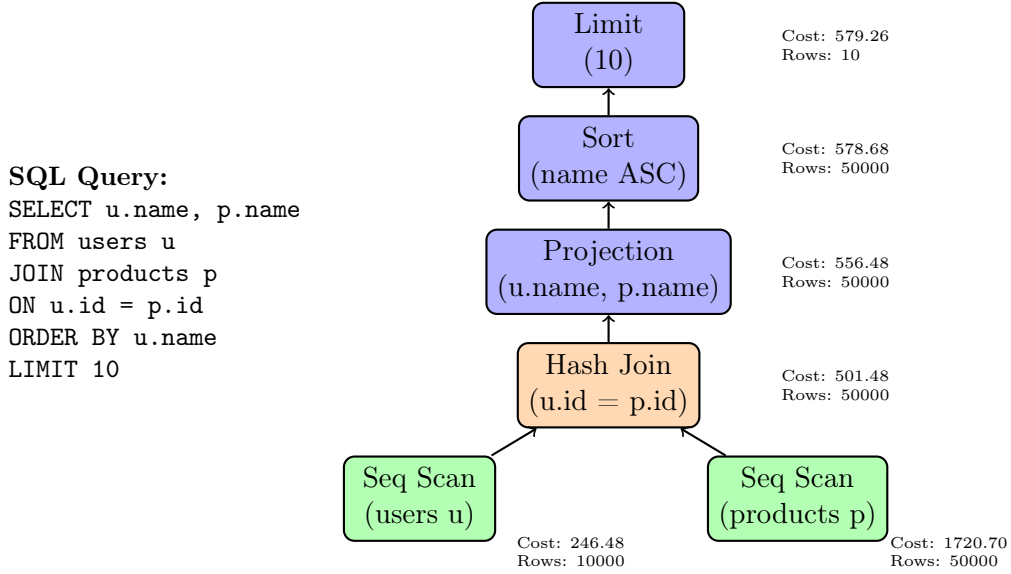 SQL Query:
SELECT u.name, p.name
FROM users u
JOIN products p
ON u.id = p.id
ORDER BY u.name
LIMIT 10
Limit
(10)
Cost: 579.26
Rows: 10
Sort
(name ASC)
Cost: 578.68
Rows: 50000
Projection
(u.name, p.name)
Cost: 556.48
Rows: 50000
Hash Join
(u.id = p.id)
Cost: 501.48
Rows: 50000
Seq Scan
(users u)
Cost: 246.48
Rows: 10000
Seq Scan
(products p)
Cost: 1720.70
Rows: 50000